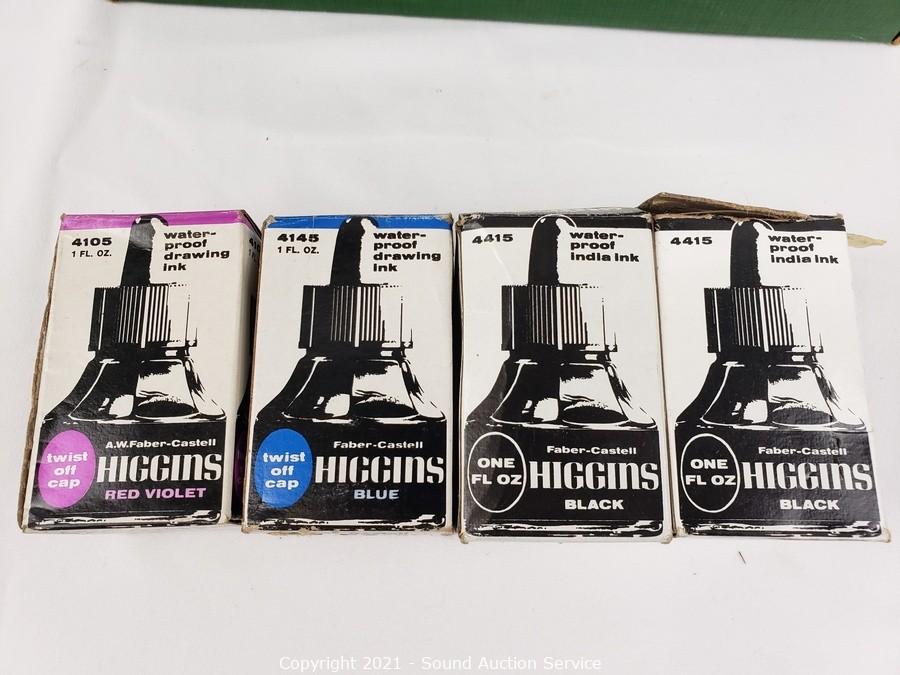 4105
1 FL. OZ.
water-
proof
drawing
ink
twist
off
cap
A.W.Faber-Castell
HIGGINS
RED VIOLET
4145
1 FL. OZ.
water-
proof
drawing
ink
twist
off
cap
Faber-Castell
HIGGINS
BLUE
4415
water-
proof
india ink
ONE
FL OZ
Faber-Castell
HIGGINS
BLACK
4415
water-
proof
india ink
ONE
FL OZ
Faber-Castell
HIGGINS
BLACK
Copyright 2021 - Sound Auction Service